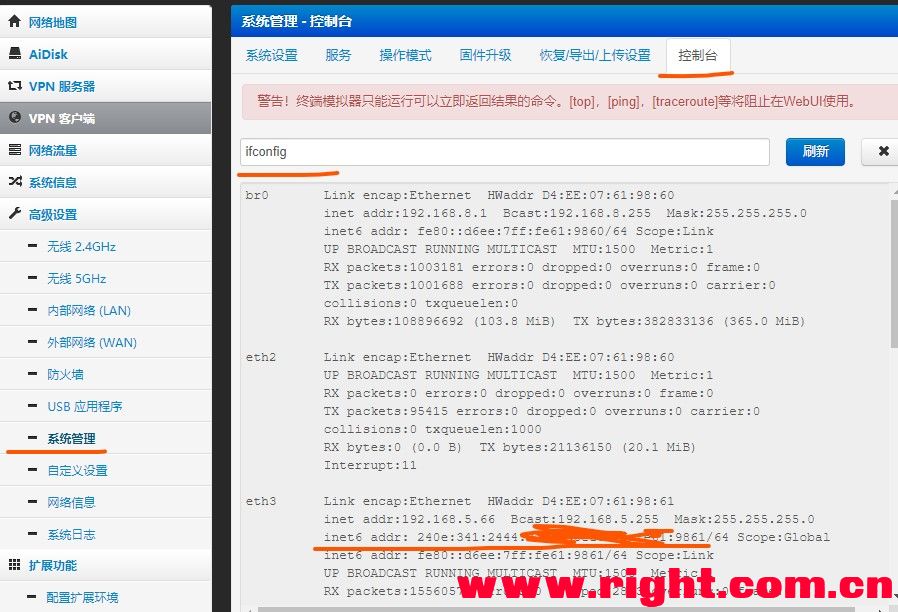 网络地图
AiDisk
VPN 服务器
VPN 客户端
网络流量
系统信息
高级设置
无线 2.4GHz
无线 5GHz
内部网络 (LAN)
外部网络 (WAN)
防火墙
USB 应用程序
系统管理
自定义设置
网络信息
系统日志
扩展功能
配置扩展环境
系统管理 - 控制台
系统设置 服务 操作模式 固件升级 恢复/导出/上传设置 控制台
警告！终端模拟器只能运行可以立即返回结果的命令。[top]，[ping]，[traceroute]等将阻止在WebUI使用。
ifconfig
刷新
br0 Link encap:Ethernet HWaddr D4:EE:07:61:98:60
inet addr:192.168.8.1 Bcast:192.168.8.255 Mask:255.255.255.0
inet6 addr: fe80::d6ee:7ff:fe61:9860/64 Scope:Link
UP BROADCAST RUNNING MULTICAST MTU:1500 Metric:1
RX packets:1003181 errors:0 dropped:0 overruns:0 frame:0
TX packets:1001688 errors:0 dropped:0 overruns:0 carrier:0
collisions:0 txqueuelen:0
RX bytes:108896692 (103.8 MiB) TX bytes:382833136 (365.0 MiB)
eth2 Link encap:Ethernet HWaddr D4:EE:07:61:98:60
UP BROADCAST RUNNING MULTICAST MTU:1500 Metric:1
RX packets:0 errors:0 dropped:0 overruns:0 frame:0
TX packets:95415 errors:0 dropped:0 overruns:0 carrier:0
collisions:0 txqueuelen:1000
RX bytes:0 (0.0 B) TX bytes:21136150 (20.1 MiB)
Interrupt:11
eth3 Link encap:Ethernet HWaddr D4:EE:07:61:98:61
inet addr:192.168.5.66 Bcast:192.168.5.255 Mask:255.255.255.0
inet6 addr: 240e:341:2444: :9861/64 Scope:Global
inet6 addr: fe80::d6ee:7ff:fe61:9861/64 Scope:Link
UP BROADCAST RUNNING MULTICAST
RX
www.right.com.cn